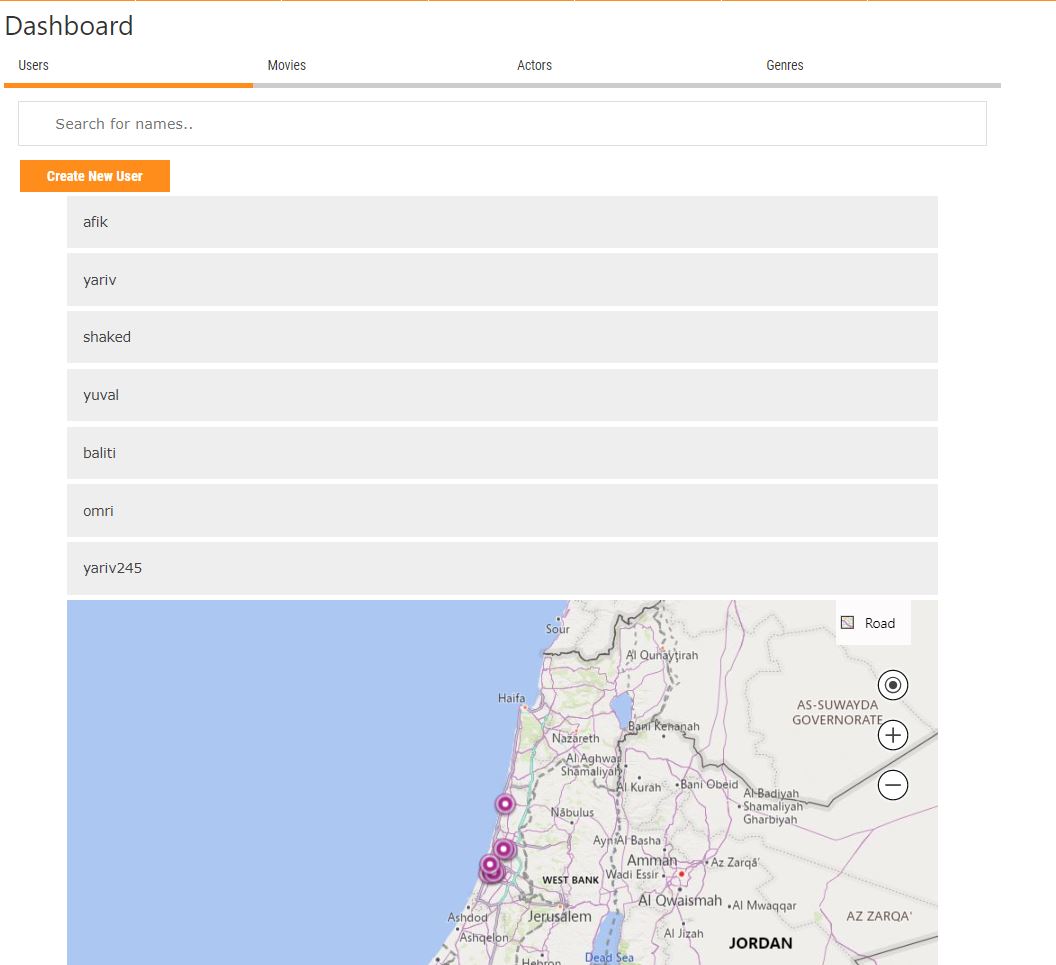 Dashboard
Users
Movies
Actors
Genres
Search for names..
Create New User
afik
yariv
shaked
yuval
baliti
omri
yariv245
Road
Sour
Al Qunayţirah
Haifa
AS-SUWAYDA
GOVERNORATE
Bani Kenanah
Nazareth
Al Aghwar
Shamaliyah
Al Kurah
Bani Obeid
Al Badiyah
Shamaliyah
Gharbiyah
Nābulus
Ayn Al Basha
Amman
Az Zarqā'
WEST BANK
Wadi Essir
Al Qwaismah
Al Mwaqqar
Ashdod
Jerusalem
AZ ZARQA'
Ashqelon
Al Jizah
JORDAN
Hebron
Dead Sea